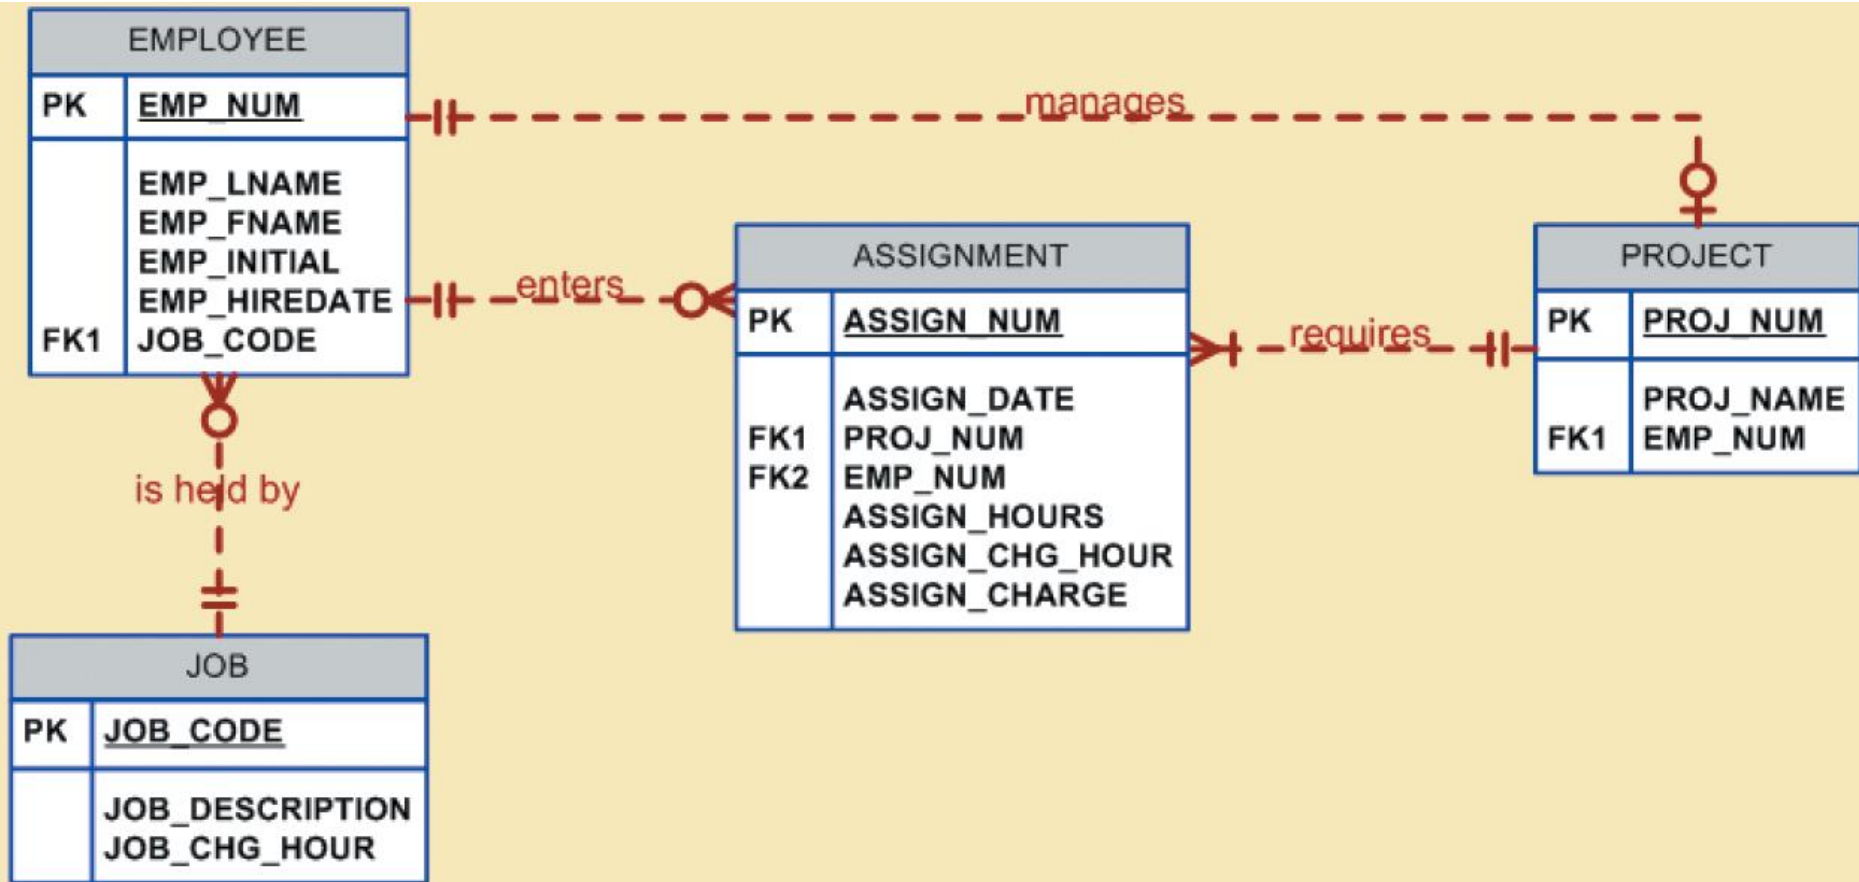 EMPLOYEE
PK EMP_NUM
EMP_LNAME
EMP_FNAME
EMP_INITIAL
EMP_HIREDATE
FK1 JOB_CODE
manages
enters
ASSIGNMENT
PK ASSIGN_NUM
ASSIGN_DATE
FK1 PROJ_NUM
FK2 EMP_NUM
ASSIGN_HOURS
ASSIGN_CHG_HOUR
ASSIGN_CHARGE
requires
PROJECT
PK PROJ_NUM
PROJ_NAME
FK1 EMP_NUM
is held by
JOB
PK JOB_CODE
JOB_DESCRIPTION
JOB_CHG_HOUR